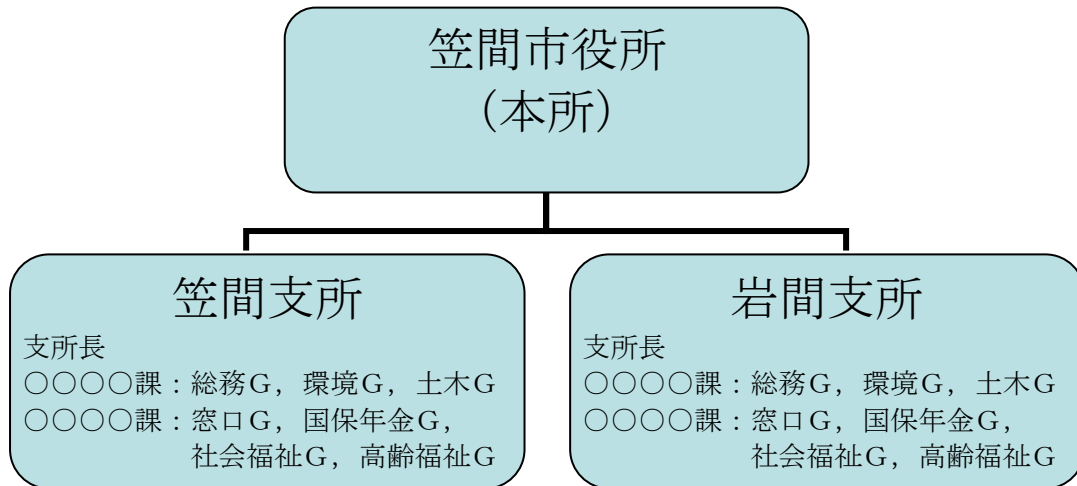 笠間市役所
（本所）
笠間支所
支所長
○○○○課：総務Ｇ，環境Ｇ，土木Ｇ
○○○○課：窓口Ｇ，国保年金Ｇ，
社会福祉Ｇ，高齢福祉Ｇ
岩間支所
支所長
○○○○課：総務Ｇ，環境Ｇ，土木Ｇ
○○○○課：窓口Ｇ，国保年金Ｇ，
社会福祉Ｇ，高齢福祉Ｇ